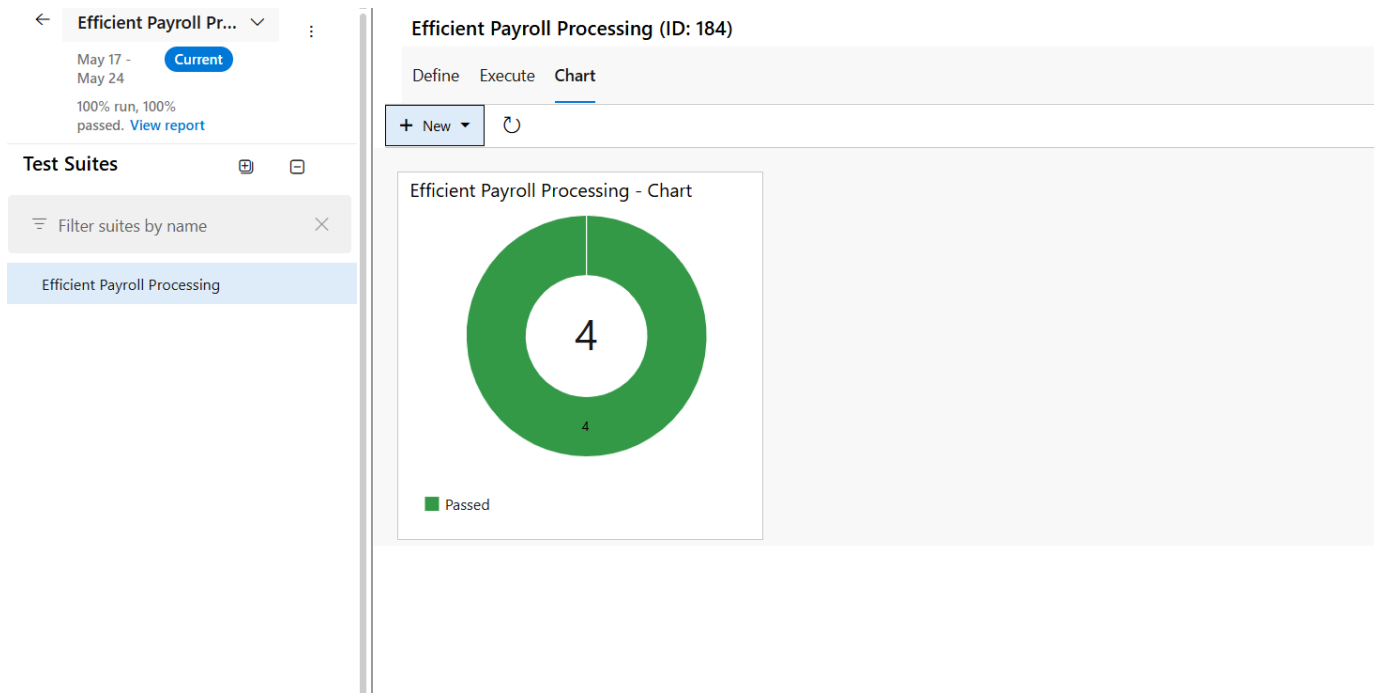 Efficient Payroll Pr...
May 17 -
May 24
Current
100% run, 100%
passed. View report
Test Suites
Filter suites by name
Efficient Payroll Processing
Efficient Payroll Processing (ID: 184)
Define Execute Chart
+ New
Efficient Payroll Processing - Chart
4
4
Passed